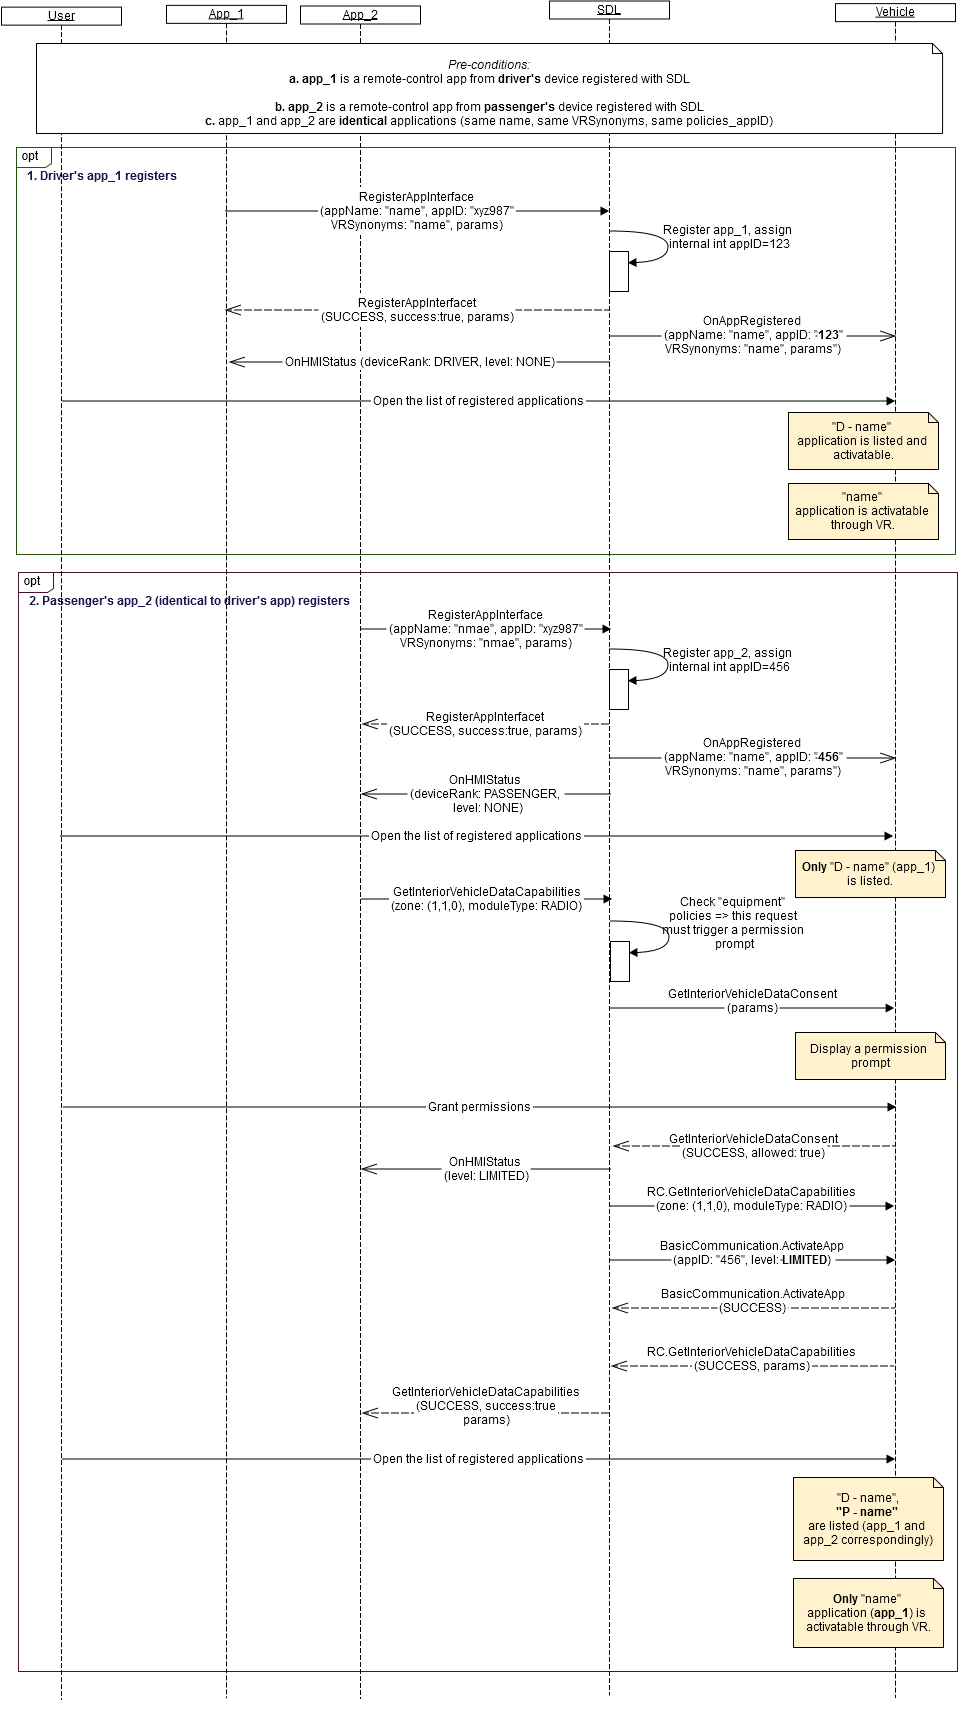 User
App_1
App_2
SDL
Vehicle
Pre-conditions:
a. app_1 is a remote-control app from driver's device registered with SDL
b. app_2 is a remote-control app from passenger's device registered with SDL
c. app_1 and app_2 are identical applications (same name, same VRSynonyms, same policies_appID)
opt
1. Driver's app_1 registers
RegisterAppInterface
(appName: "name", appID: "xyz987"
VRSynonyms: "name", params)
Register app_1, assign
internal int appID=123
RegisterAppInterfacet
(SUCCESS, success:true, params)
OnAppRegistered
(appName: "name", appID: "123"
VRSynonyms: "name", params")
OnHMIStatus (deviceRank: DRIVER, level: NONE)
Open the list of registered applications
"D - name"
application is listed and
activatable.
"name"
application is activatable
through VR.
opt
2. Passenger's app_2 (identical to driver's app) registers
RegisterAppInterface
(appName: "nmae", appID: "xyz987"
VRSynonyms: "nmae", params)
Register app_2, assign
internal int appID=456
RegisterAppInterfacet
(SUCCESS, success:true, params)
OnAppRegistered
(appName: "name", appID: "456"
VRSynonyms: "name", params")
OnHMIStatus
(deviceRank: PASSENGER,
level: NONE)
Open the list of registered applications
Only "D - name" (app_1)
is listed.
GetInteriorVehicleDataCapabilities
(zone: (1,1,0), moduleType: RADIO)
Check "equipment"
policies => this request
must trigger a permission
prompt
GetInteriorVehicleDataConsent
(params)
Display a permission
prompt
Grant permissions
GetInteriorVehicleDataConsent
(SUCCESS, allowed: true)
OnHMIStatus
(level: LIMITED)
RC.GetInteriorVehicleDataCapabilities
(zone: (1,1,0), moduleType: RADIO)
BasicCommunication.ActivateApp
(appID: "456", level: LIMITED)
BasicCommunication.ActivateApp
(SUCCESS)
RC.GetInteriorVehicleDataCapabilities
(SUCCESS, params)
GetInteriorVehicleDataCapabilities
(SUCCESS, success:true
params)
Open the list of registered applications
"D - name",
"P - name"
are listed (app_1 and
app_2 correspondingly)
Only "name"
application (app_1) is
activatable through VR.